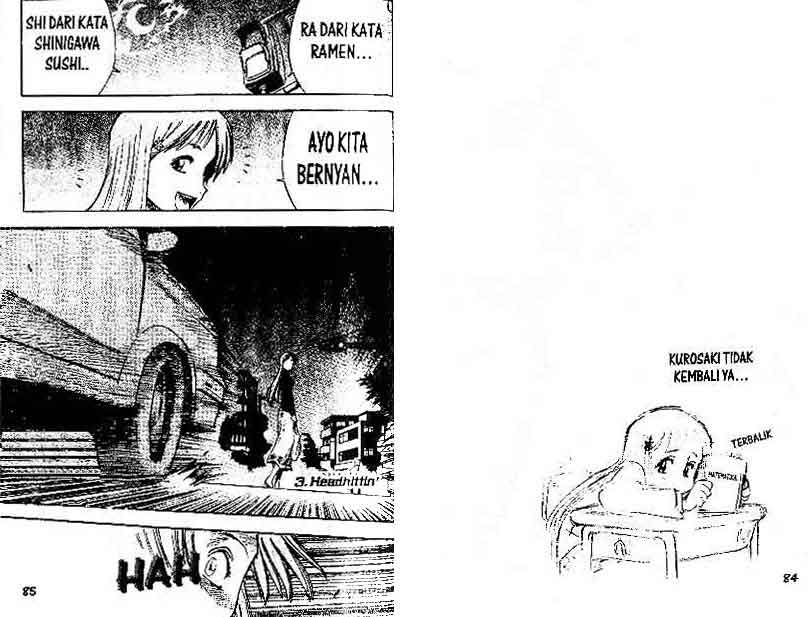 KUROSAKI TIDAK
KEMBALI YA...
TERBALIK
MATEMATIKA
84
RA DARI KATA
RAMEN...
SHI DARI KATA
SHINIGAWA
SUSHI..
AYO KITA
BERNYAN...
3. Headhittin'
HAH
85